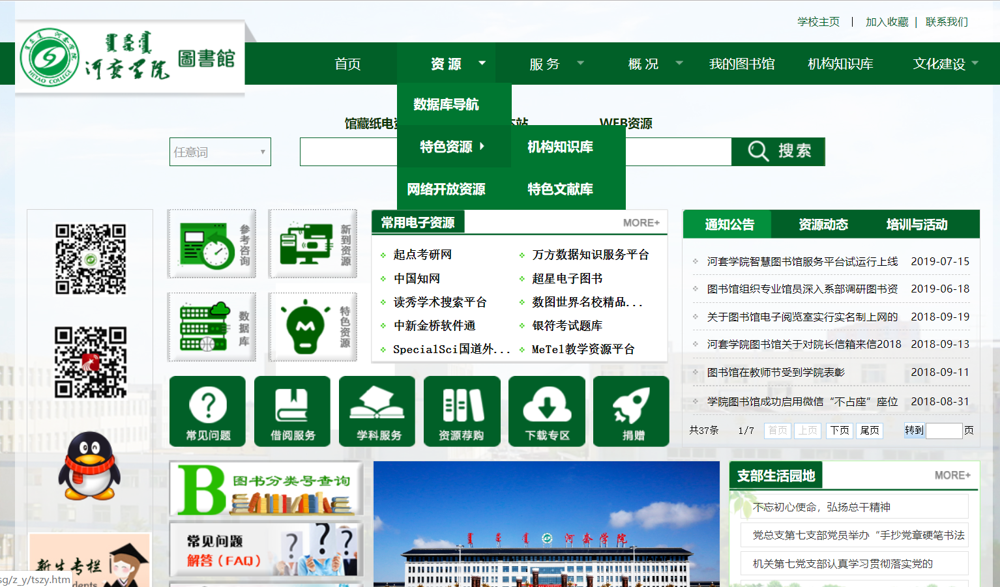 学校主页 | 加入收藏 | 联系我们
HETAO COLLEGE
河套学院 圖書館
首页 资 源 服 务 概 况 我的图书馆 机构知识库 文化建设
数据库导航
馆藏纸电资 本站 WEB资源
特色资源 机构知识库
任意词 搜索
网络开放资源 特色文献库
参考咨询
新到资源
数据库
特色资源
常用电子资源 MORE+
起点考研网 万方数据知识服务平台
中国知网 超星电子图书
读秀学术搜索平台 数图世界名校精品...
中新金桥软件通 银符考试题库
SpecialSci国道外... MeTel教学资源平台
通知公告 资源动态 培训与活动
河套学院智慧图书馆服务平台试运行上线 2019-07-15
图书馆组织专业馆员深入系部调研图书资 2019-06-18
关于图书馆电子阅览室实行实名制上网的 2018-09-19
河套学院图书馆关于对院长信箱来信2018 2018-09-13
图书馆在教师节受到学院表彰 2018-09-11
学院图书馆成功启用微信“不占座”座位 2018-08-31
共37条 1/7 首页 上页 下页 尾页 转到 页
常见问题 借阅服务 学科服务 资源荐购 下载专区 捐赠
B 图书分类号查询
常见问题
解答（FAQ）
河套学院
支部生活园地 MORE+
不忘初心使命，弘扬总干精神
党总支第七支部党员举办“手抄党章硬笔书法
机关第七党支部认真学习贯彻落实党的
新生专栏
sg/z_y/tszy.htm
dents